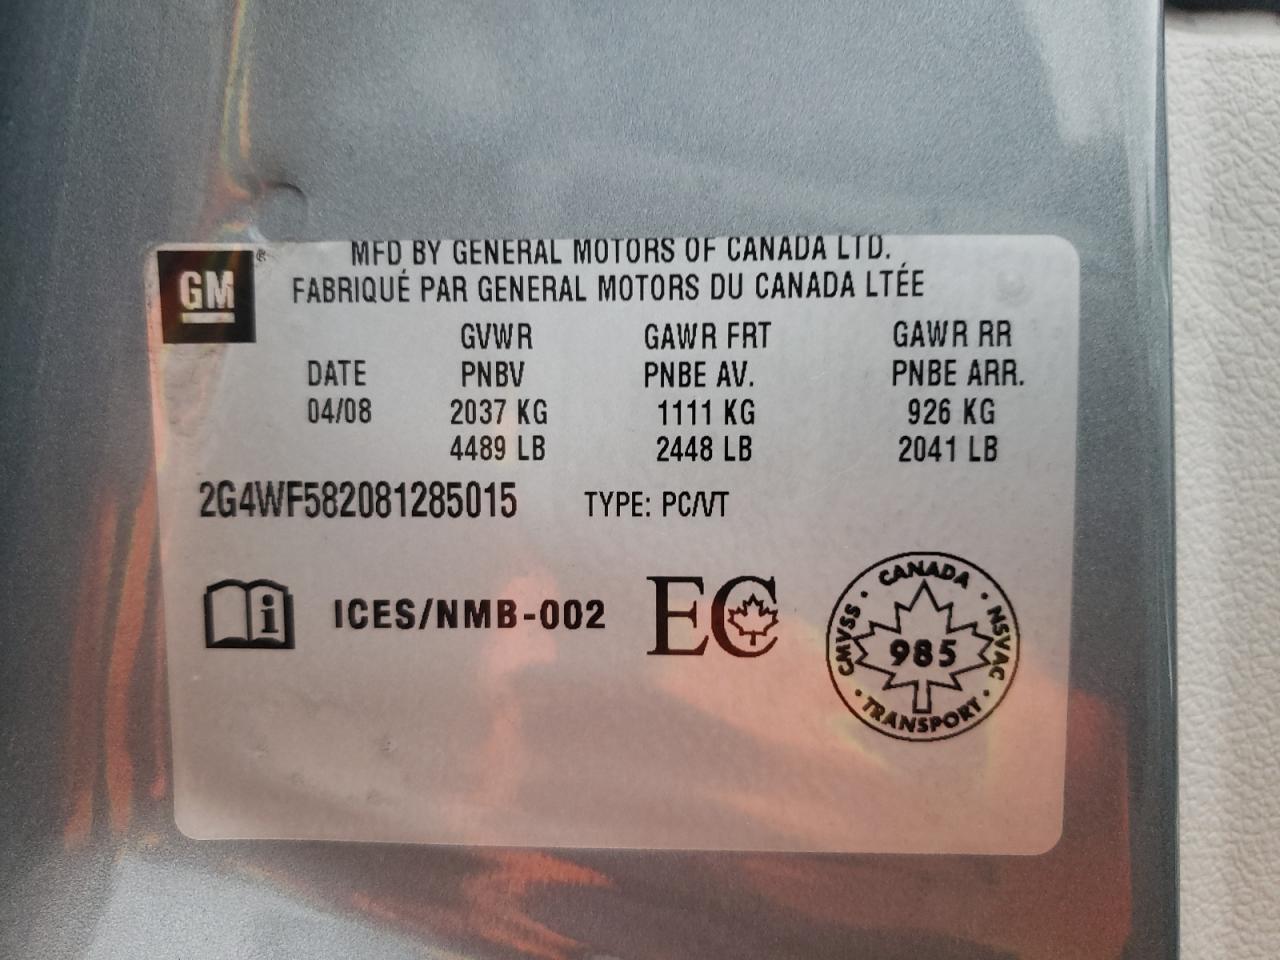 GM®
MFD BY GENERAL MOTORS OF CANADA LTD.
FABRIQUÉ PAR GENERAL MOTORS DU CANADA LTÉE
GVWR GAWR FRT GAWR RR
DATE PNBV PNBE AV. PNBE ARR.
04/08 2037 KG 1111 KG 926 KG
4489 LB 2448 LB 2041 LB
2G4WF582081285015 TYPE: PC/VT
i ICES/NMB-002 EC
CANADA
CMVSS · 985 · NSVAC
· TRANSPORT ·